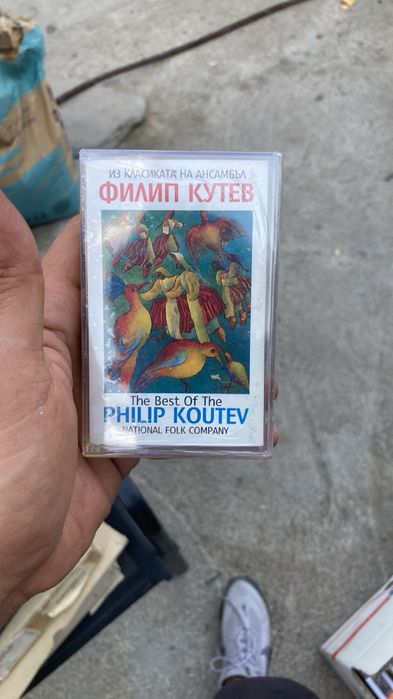 ИЗ КЛАСИКАТА НА АНСАМБЪЛ
ФИЛИП КУТЕВ
The Best Of The
PHILIP KOUTEV
NATIONAL FOLK COMPANY